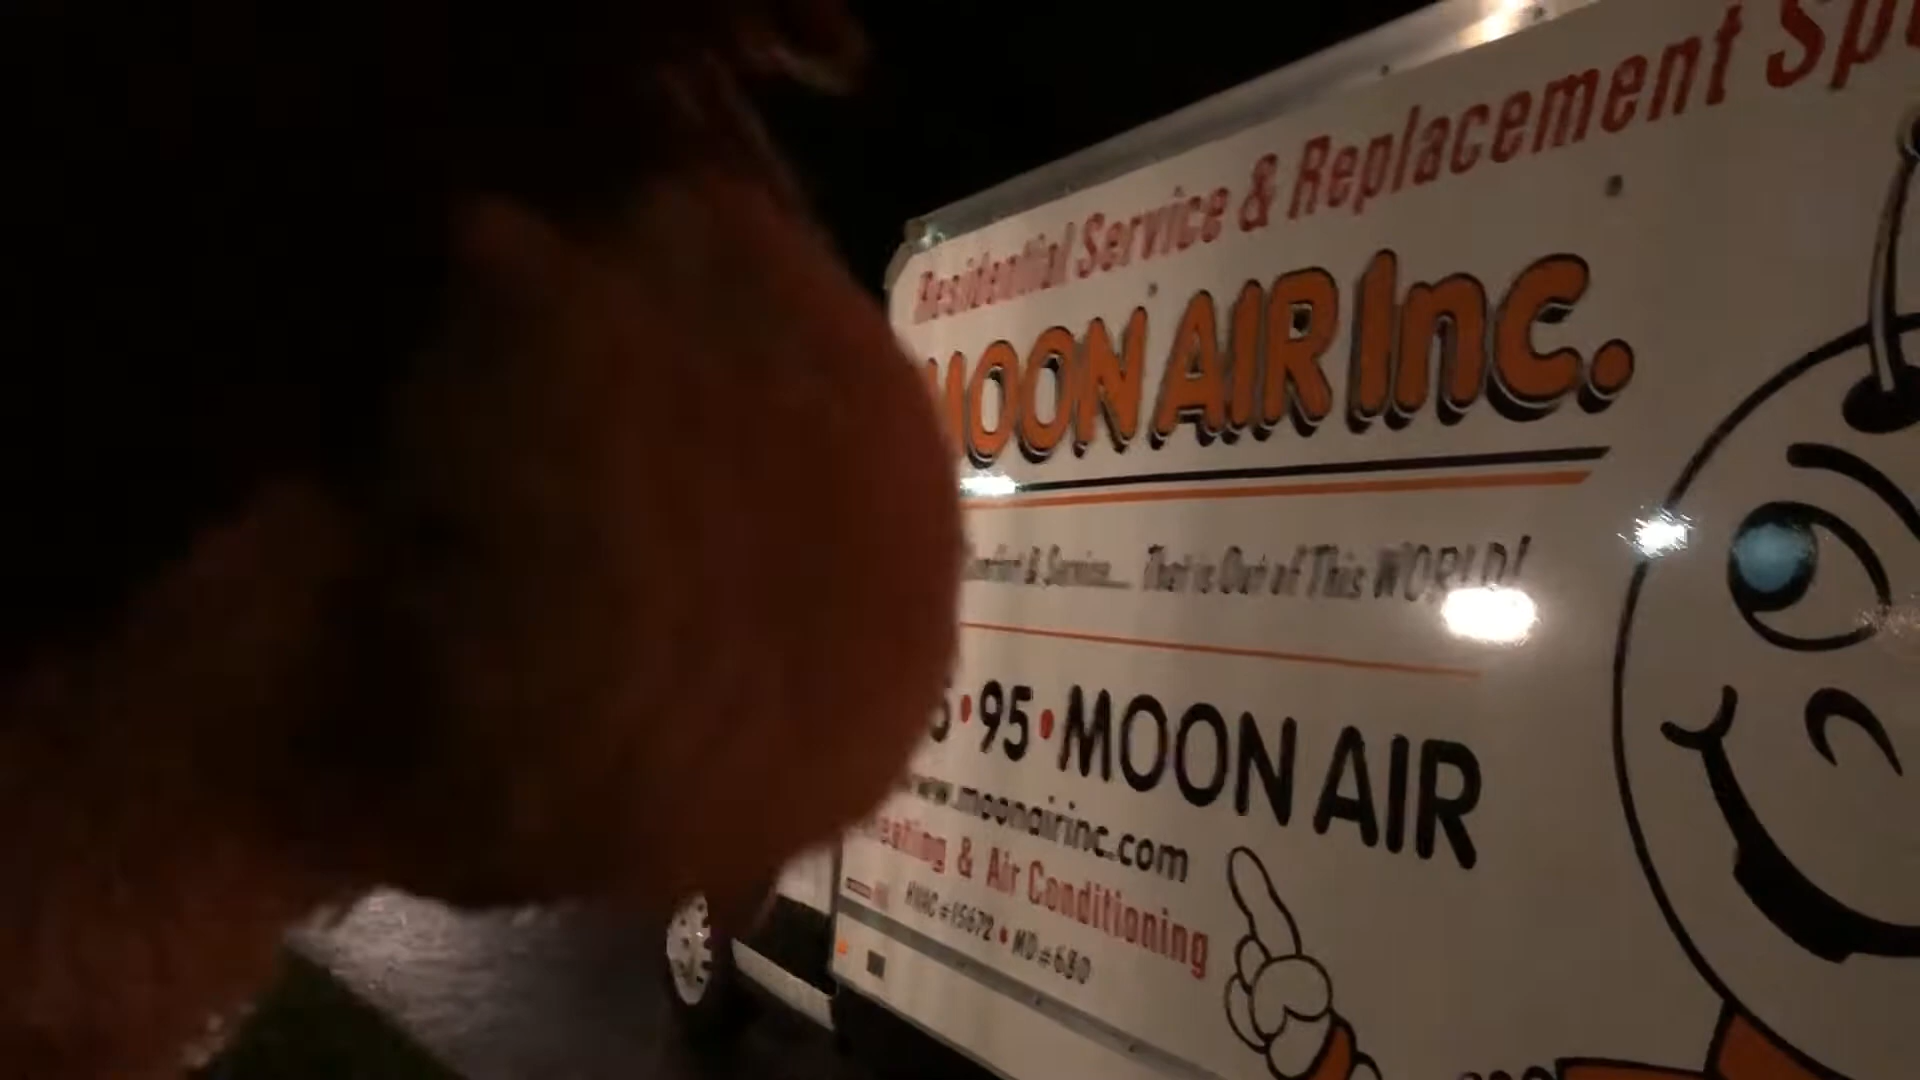 Residential Service & Replacement
MOON AIR Inc.
& Service... That is Out of This WORLD!
95•MOON AIR
www.moonairinc.com
Heating & Air Conditioning
HVAC #15672 • MD #680